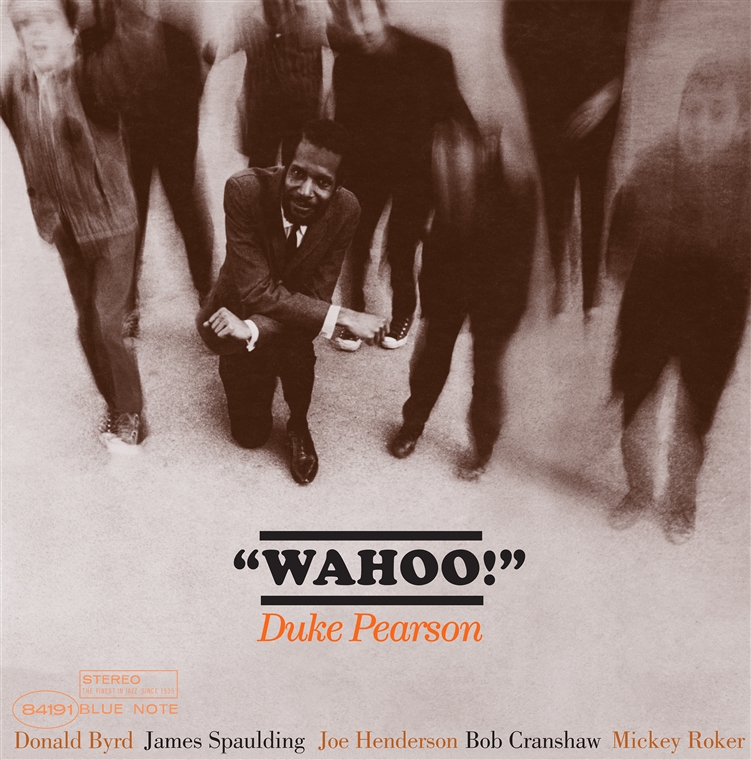 “WAHOO!”
Duke Pearson
STEREO
THE FINEST IN JAZZ SINCE 1939
84191 BLUE NOTE
Donald Byrd James Spaulding Joe Henderson Bob Cranshaw Mickey Roker